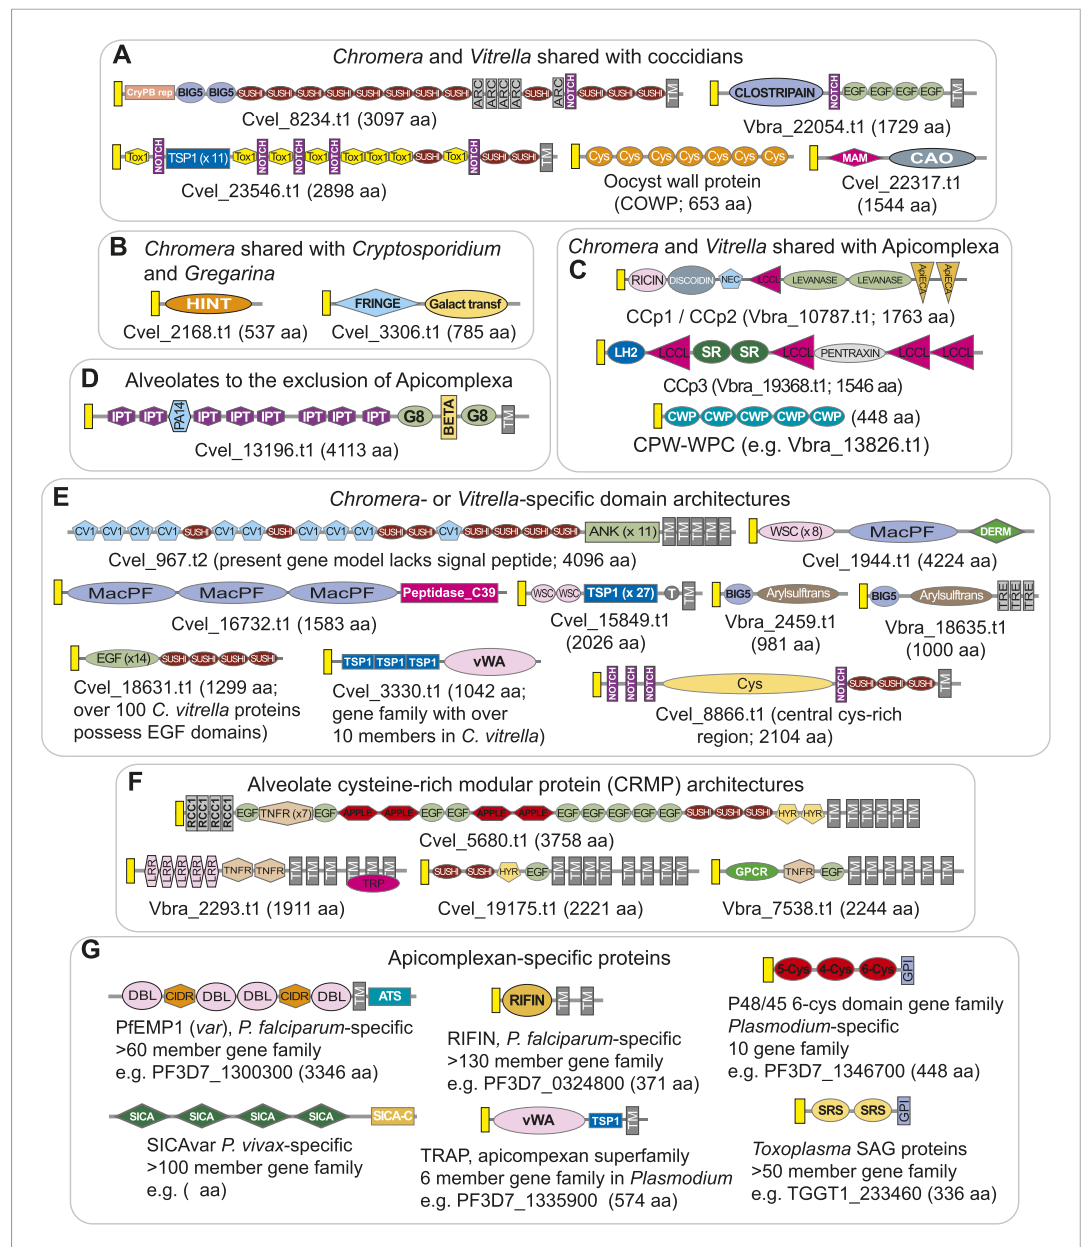 A
Chromera and Vitrella shared with coccidians
CryPB rep BIG5 BIG5 SUSHI SUSHI SUSHI SUSHI SUSHI SUSHI SUSHI SUSHI ARC ARC ARC ARC SUSHI ARC NOTCH SUSHI SUSHI SUSHI TM
Cvel_8234.t1 (3097 aa)
CLOSTRIPAIN NOTCH EGF EGF EGF EGF TM
Vbra_22054.t1 (1729 aa)
Tox1 NOTCH TSP1 (x 11) Tox1 NOTCH Tox1 NOTCH Tox1 NOTCH Tox1 Tox1 Tox1 SUSHI Tox1 NOTCH SUSHI SUSHI TM
Cvel_23546.t1 (2898 aa)
Cys Cys Cys Cys Cys Cys Cys
Oocyst wall protein
(COWP; 653 aa)
MAM CAO
Cvel_22317.t1
(1544 aa)
B
Chromera shared with Cryptosporidium
and Gregarina
HINT
Cvel_2168.t1 (537 aa)
FRINGE Galact transf
Cvel_3306.t1 (785 aa)
Chromera and Vitrella shared with Apicomplexa
C
RICIN DISCOIDIN NEC LCCL LEVANASE LEVANASE ApiECA ApiECA
CCp1 / CCp2 (Vbra_10787.t1; 1763 aa)
LH2 LCCL SR SR LCCL PENTRAXIN LCCL LCCL
CCp3 (Vbra_19368.t1; 1546 aa)
CWP CWP CWP CWP CWP (448 aa)
CPW-WPC (e.g. Vbra_13826.t1)
D
Alveolates to the exclusion of Apicomplexa
IPT IPT PA14 IPT IPT IPT IPT IPT IPT G8 BETA G8 TM
Cvel_13196.t1 (4113 aa)
E
Chromera- or Vitrella-specific domain architectures
CV1 CV1 CV1 CV1 SUSHI CV1 CV1 SUSHI CV1 CV1 CV1 SUSHI SUSHI CV1 SUSHI SUSHI SUSHI SUSHI ANK (x 11) TM TM TM TM TM
Cvel_967.t2 (present gene model lacks signal peptide; 4096 aa)
WSC (x 8) MacPF DERM
Cvel_1944.t1 (4224 aa)
MacPF MacPF MacPF Peptidase_C39
Cvel_16732.t1 (1583 aa)
WSC WSC TSP1 (x 27) T TM
Cvel_15849.t1
(2026 aa)
BIG5 Arylsulftrans
Vbra_2459.t1
(981 aa)
BIG5 Arylsulftrans TRE TRE TRE
Vbra_18635.t1
(1000 aa)
EGF (x14) SUSHI SUSHI SUSHI SUSHI
Cvel_18631.t1 (1299 aa;
over 100 C. vitrella proteins
possess EGF domains)
TSP1 TSP1 TSP1 vWA
Cvel_3330.t1 (1042 aa;
gene family with over
10 members in C. vitrella)
NOTCH NOTCH NOTCH Cys NOTCH SUSHI SUSHI SUSHI TM
Cvel_8866.t1 (central cys-rich
region; 2104 aa)
F
Alveolate cysteine-rich modular protein (CRMP) architectures
RCC1 RCC1 RCC1 RCC1 EGF TNFR (x7) EGF APPLE APPLE EGF EGF APPLE APPLE EGF EGF EGF EGF EGF EGF SUSHI SUSHI SUSHI HYR HYR TM TM TM TM TM
Cvel_5680.t1 (3758 aa)
LRR LRR LRR LRR LRR TNFR TNFR TM TM TM TM TM TM TRP
Vbra_2293.t1 (1911 aa)
SUSHI SUSHI HYR EGF TM TM TM TM TM TM TM
Cvel_19175.t1 (2221 aa)
GPCR TNFR EGF TM TM TM TM TM
Vbra_7538.t1 (2244 aa)
G
Apicomplexan-specific proteins
DBL CIDR DBL DBL CIDR DBL TM ATS
PfEMP1 (var), P. falciparum-specific
>60 member gene family
e.g. PF3D7_1300300 (3346 aa)
RIFIN TM TM
RIFIN, P. falciparum-specific
>130 member gene family
e.g. PF3D7_0324800 (371 aa)
5-Cys 4-Cys 6-Cys GPI
P48/45 6-cys domain gene family
Plasmodium-specific
10 gene family
e.g. PF3D7_1346700 (448 aa)
SICA SICA SICA SICA SICA-C
SICAvar P. vivax-specific
>100 member gene family
e.g. ( aa)
vWA TSP1 TM
TRAP, apicompexan superfamily
6 member gene family in Plasmodium
e.g. PF3D7_1335900 (574 aa)
SRS SRS GPI
Toxoplasma SAG proteins
>50 member gene family
e.g. TGGT1_233460 (336 aa)